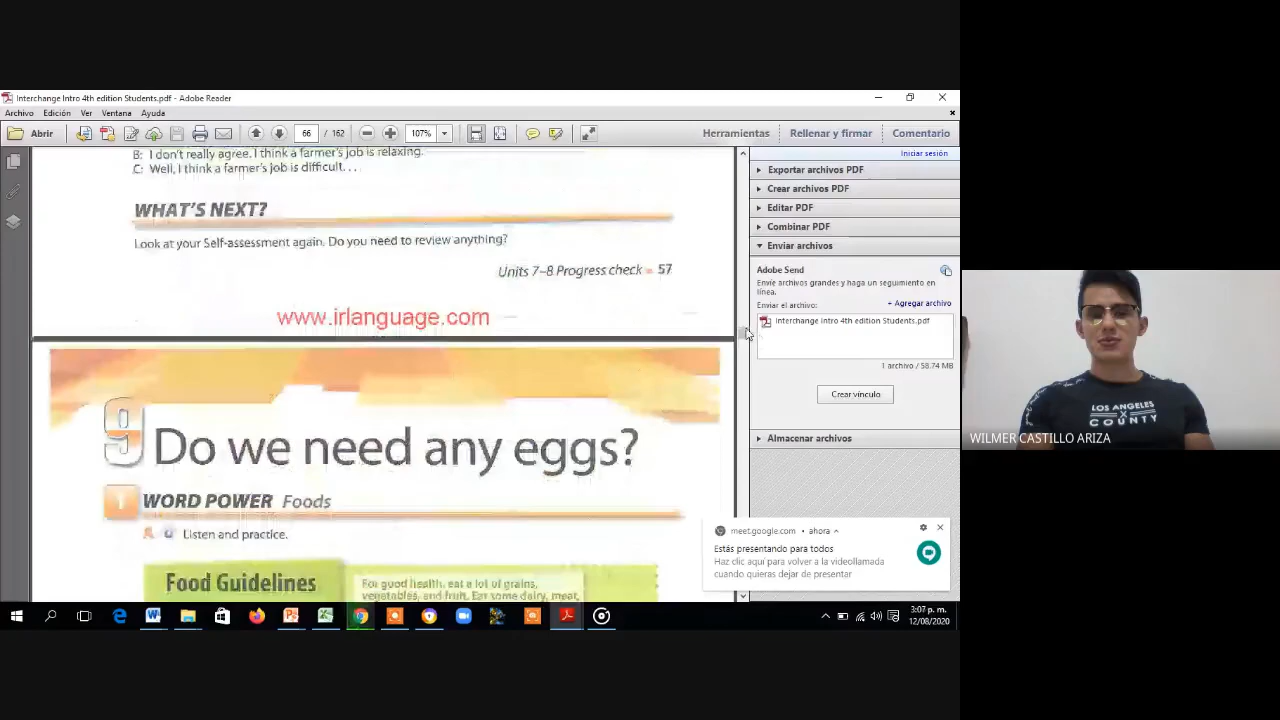 Interchange Intro 4th edition Students.pdf - Adobe Reader
Archivo Edición Ver Ventana Ayuda
Abrir 66 / 162 107% Herramientas Rellenar y firmar Comentario
B: I don't really agree. I think a farmer's job is relaxing.
C: Well, I think a farmer's job is difficult . . .
WHAT'S NEXT?
Look at your Self-assessment again. Do you need to review anything?
Units 7–8 Progress check 57
www.irlanguage.com
9 Do we need any eggs?
1 WORD POWER Foods
A Listen and practice.
Food Guidelines
For good health, eat a lot of grains,
vegetables, and fruit. Eat some dairy, meat,
Iniciar sesión
Exportar archivos PDF
Crear archivos PDF
Editar PDF
Combinar PDF
Enviar archivos
Adobe Send
Envíe archivos grandes y haga un seguimiento en
línea.
Enviar el archivo: + Agregar archivo
Interchange Intro 4th edition Students.pdf
1 archivo / 58.74 MB
Crear vínculo
Almacenar archivos
meet.google.com • ahora
Estás presentando para todos
Haz clic aquí para volver a la videollamada
cuando quieras dejar de presentar
3:07 p. m.
12/08/2020
LOS ANGELES
X
COUNTY
WILMER CASTILLO ARIZA